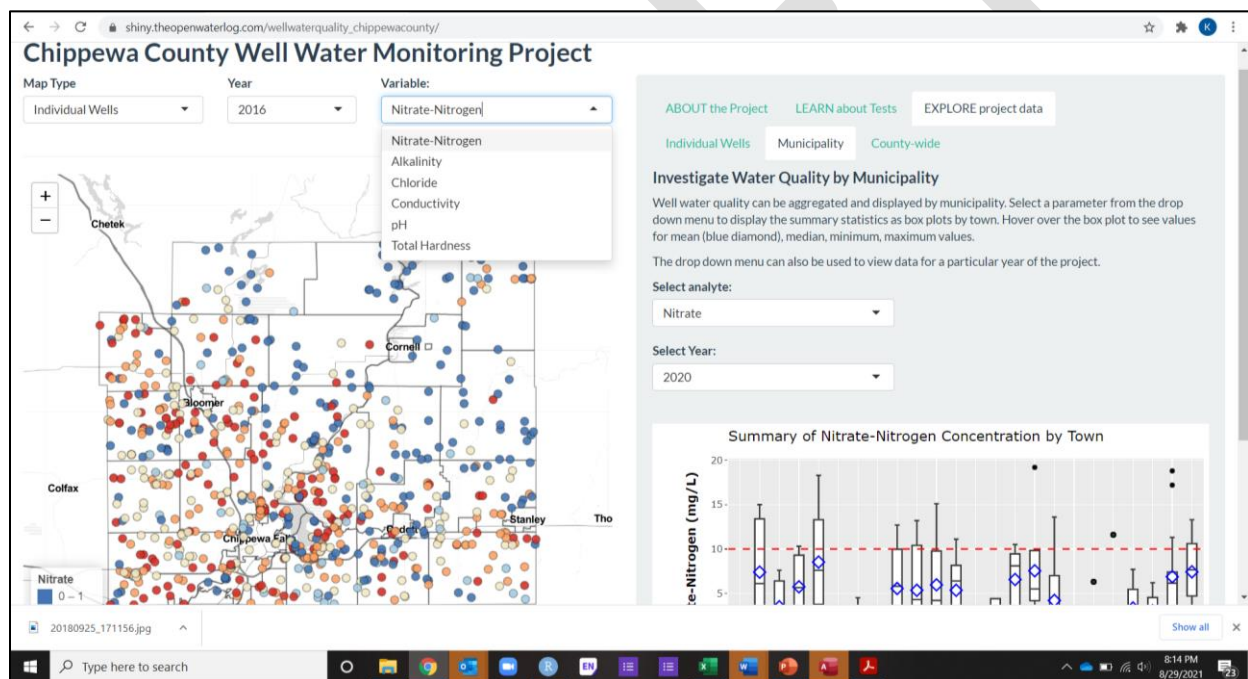 shiny.theopenwaterlog.com/wellwaterquality_chippewacounty/
K
Chippewa County Well Water Monitoring Project
Map Type
Year
Variable:
Individual Wells
2016
Nitrate-Nitrogen
Nitrate-Nitrogen
Alkalinity
Chloride
Conductivity
pH
Total Hardness
+
−
Chetek
Cornell
Bloomer
Colfax
Stanley
Tho
Chippewa Fal
Cadott
Nitrate
0 – 1
ABOUT the Project
LEARN about Tests
EXPLORE project data
Individual Wells
Municipality
County-wide
Investigate Water Quality by Municipality
Well water quality can be aggregated and displayed by municipality. Select a parameter from the drop
down menu to display the summary statistics as box plots by town. Hover over the box plot to see values
for mean (blue diamond), median, minimum, maximum values.
The drop down menu can also be used to view data for a particular year of the project.
Select analyte:
Nitrate
Select Year:
2020
Summary of Nitrate-Nitrogen Concentration by Town
te-Nitrogen (mg/L)
20
15
10
5
20180925_171156.jpg
Show all
Type here to search
EN
8:14 PM
8/29/2021
23